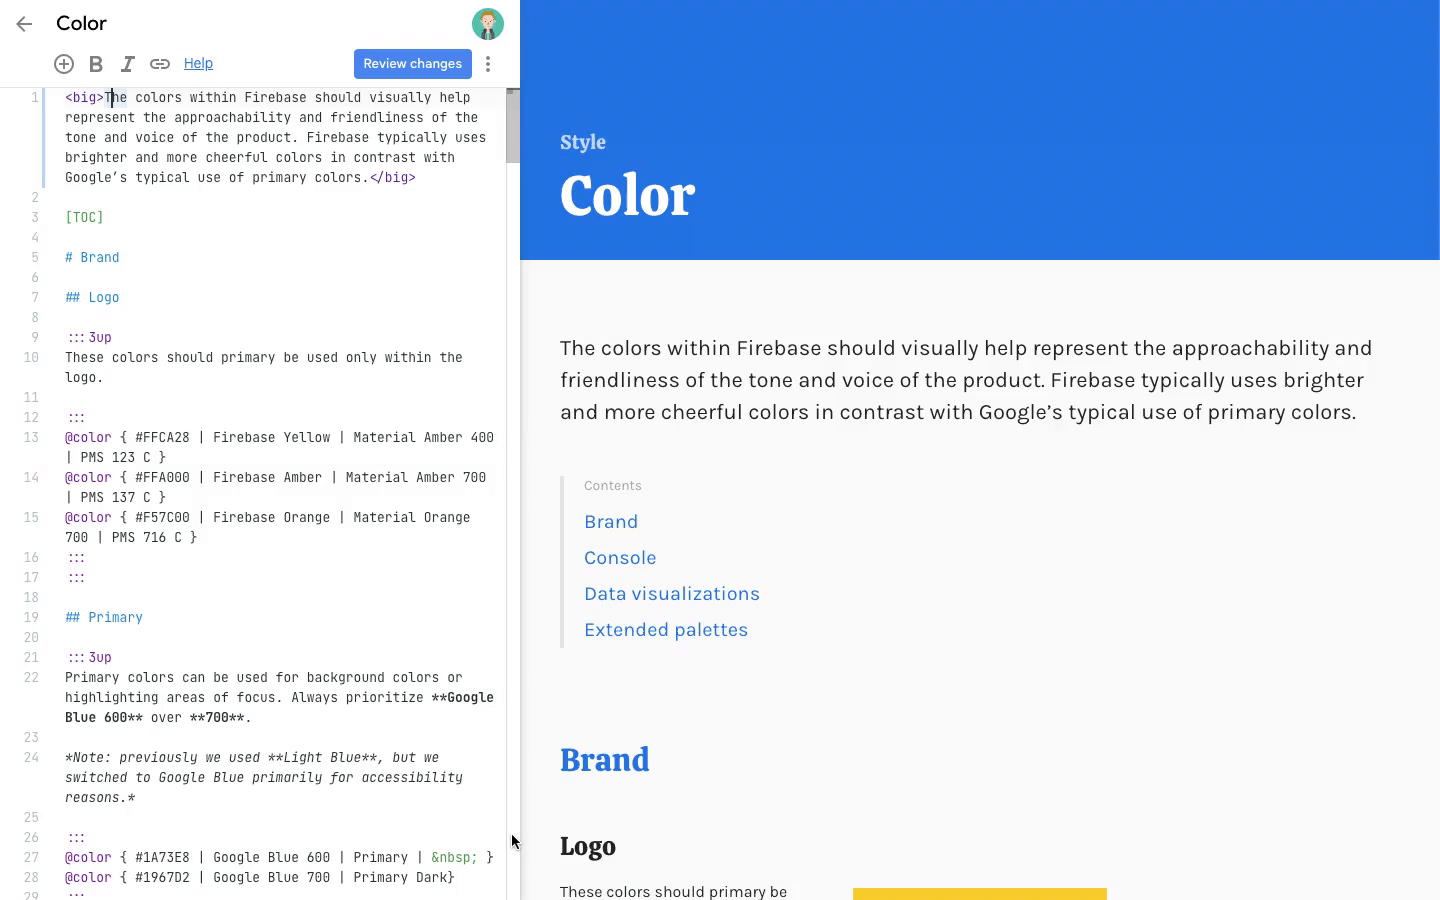 Color
B I Help Review changes
1 <big>The colors within Firebase should visually help
represent the approachability and friendliness of the
tone and voice of the product. Firebase typically uses
brighter and more cheerful colors in contrast with
Google’s typical use of primary colors.</big>
2
3 [TOC]
4
5 # Brand
6
7 ## Logo
8
9 :::3up
10 These colors should primary be used only within the
logo.
11
12 :::
13 @color { #FFCA28 | Firebase Yellow | Material Amber 400
| PMS 123 C }
14 @color { #FFA000 | Firebase Amber | Material Amber 700
| PMS 137 C }
15 @color { #F57C00 | Firebase Orange | Material Orange
700 | PMS 716 C }
16 :::
17 :::
18
19 ## Primary
20
21 :::3up
22 Primary colors can be used for background colors or
highlighting areas of focus. Always prioritize **Google
Blue 600** over **700**.
23
24 *Note: previously we used **Light Blue**, but we
switched to Google Blue primarily for accessibility
reasons.*
25
26 :::
27 @color { #1A73E8 | Google Blue 600 | Primary | &nbsp; }
28 @color { #1967D2 | Google Blue 700 | Primary Dark}
29 :::
Style
Color
The colors within Firebase should visually help represent the approachability and
friendliness of the tone and voice of the product. Firebase typically uses brighter
and more cheerful colors in contrast with Google’s typical use of primary colors.
Contents
Brand
Console
Data visualizations
Extended palettes
Brand
Logo
These colors should primary be